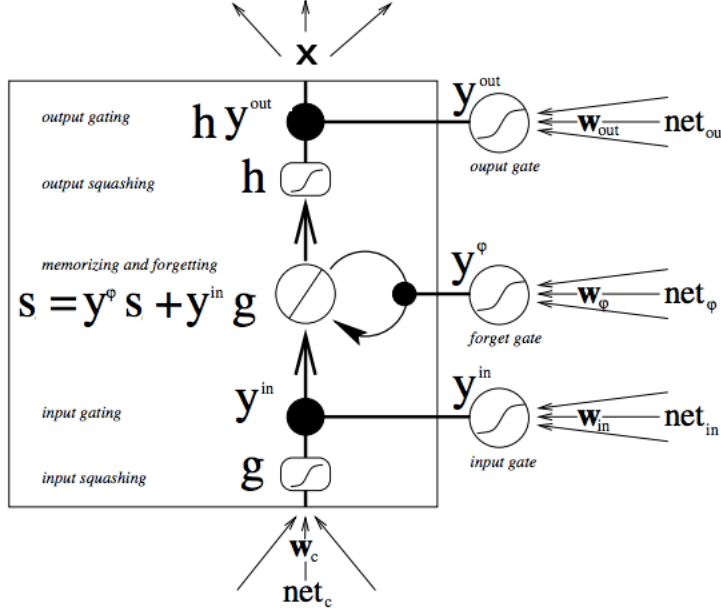 x
output gating
h y^out
y^out
w_out
net_ou
ouput gate
output squashing
h
memorizing and forgetting
s = y^φ s + y^in g
y^φ
w_φ
net_φ
forget gate
input gating
y^in
y^in
w_in
net_in
input gate
input squashing
g
w_c
net_c